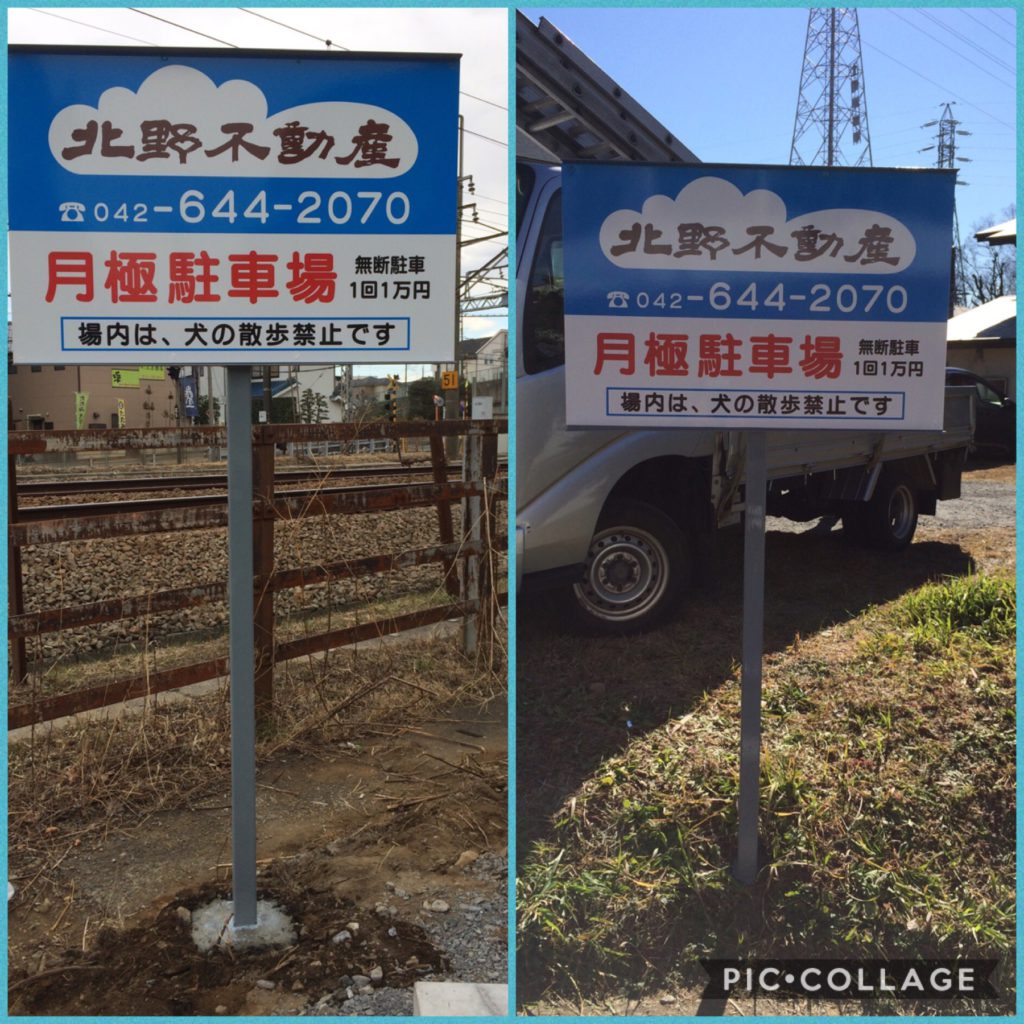 北野不動産
☎042-644-2070
月極駐車場
無断駐車
1回1万円
場内は、犬の散歩禁止です
51
北野不動産
☎042-644-2070
月極駐車場
無断駐車
1回1万円
場内は、犬の散歩禁止です
PIC•COLLAGE